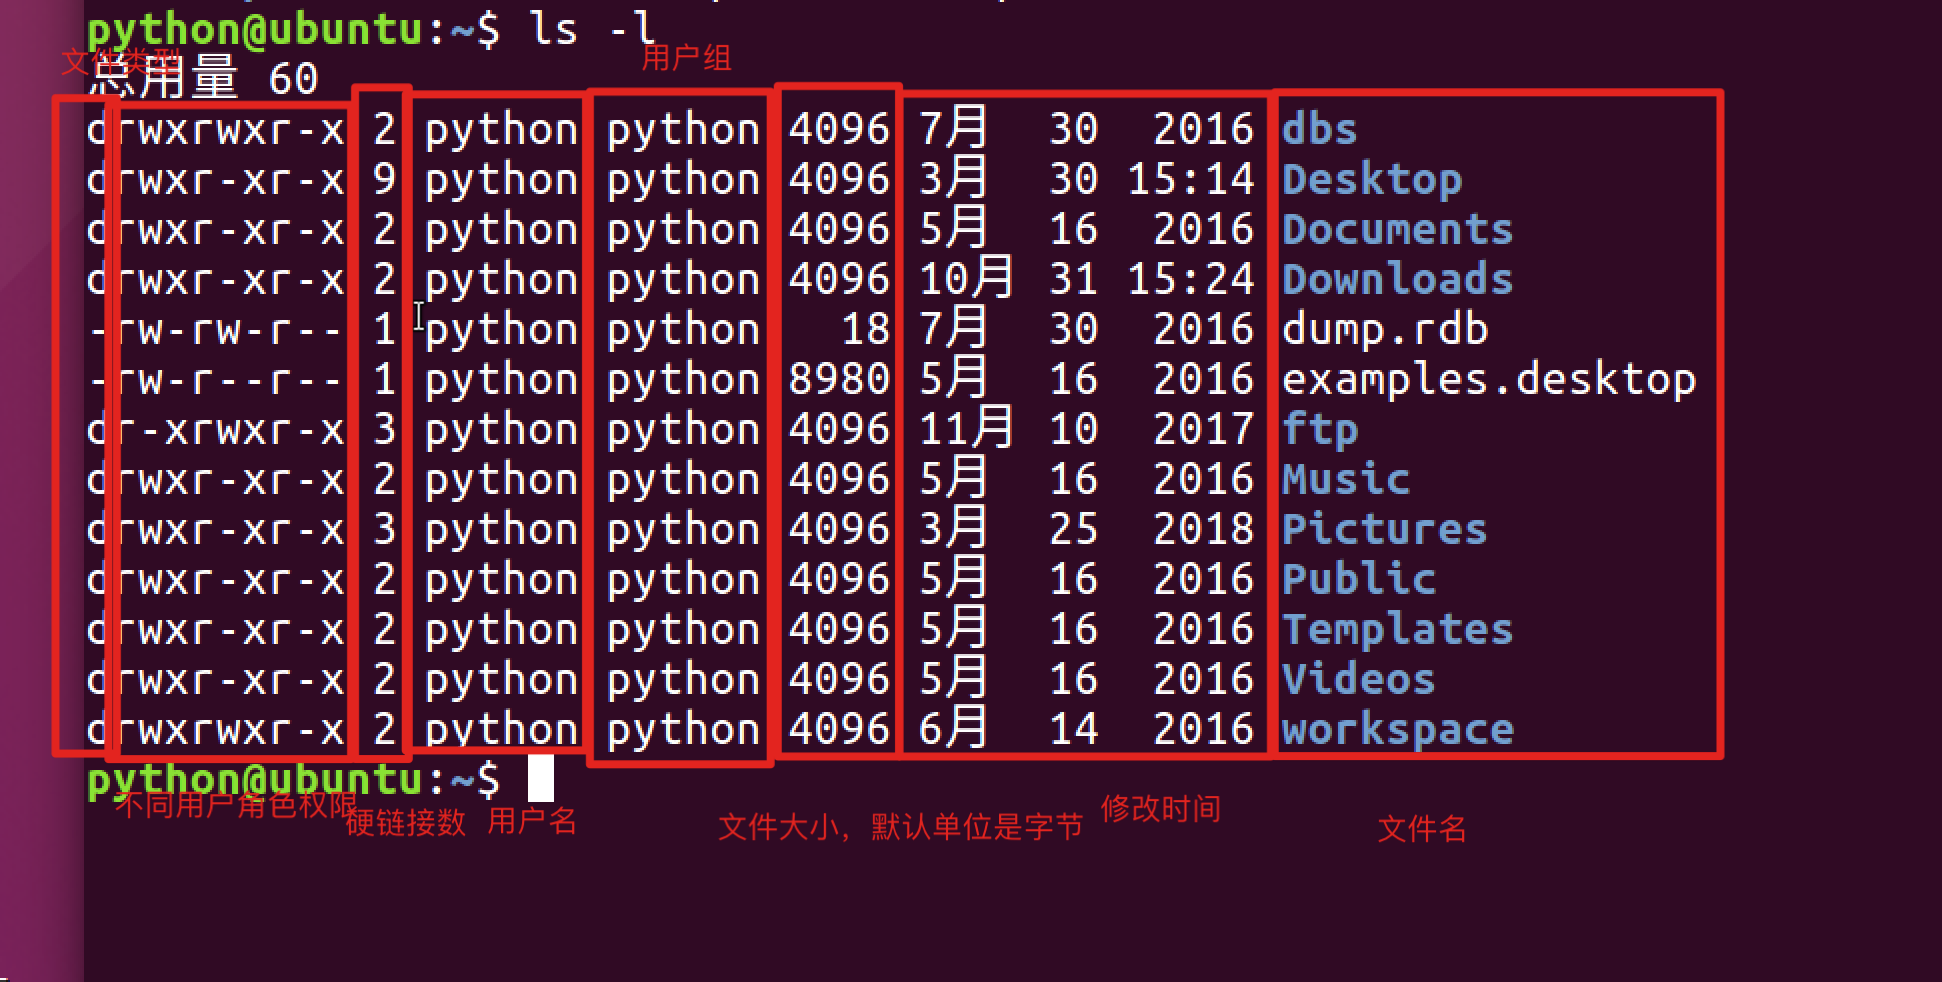 python@ubuntu:~$ ls -l
文件类型
用户组
总用量 60
drwxrwxr-x 2 python python 4096 7月 30 2016 dbs
drwxr-xr-x 9 python python 4096 3月 30 15:14 Desktop
drwxr-xr-x 2 python python 4096 5月 16 2016 Documents
drwxr-xr-x 2 python python 4096 10月 31 15:24 Downloads
-rw-rw-r-- 1 python python 18 7月 30 2016 dump.rdb
-rw-r--r-- 1 python python 8980 5月 16 2016 examples.desktop
dr-xrwxr-x 3 python python 4096 11月 10 2017 ftp
drwxr-xr-x 2 python python 4096 5月 16 2016 Music
drwxr-xr-x 3 python python 4096 3月 25 2018 Pictures
drwxr-xr-x 2 python python 4096 5月 16 2016 Public
drwxr-xr-x 2 python python 4096 5月 16 2016 Templates
drwxr-xr-x 2 python python 4096 5月 16 2016 Videos
drwxrwxr-x 2 python python 4096 6月 14 2016 workspace
python@ubuntu:~$
不同用户角色权限
硬链接数
用户名
文件大小，默认单位是字节
修改时间
文件名